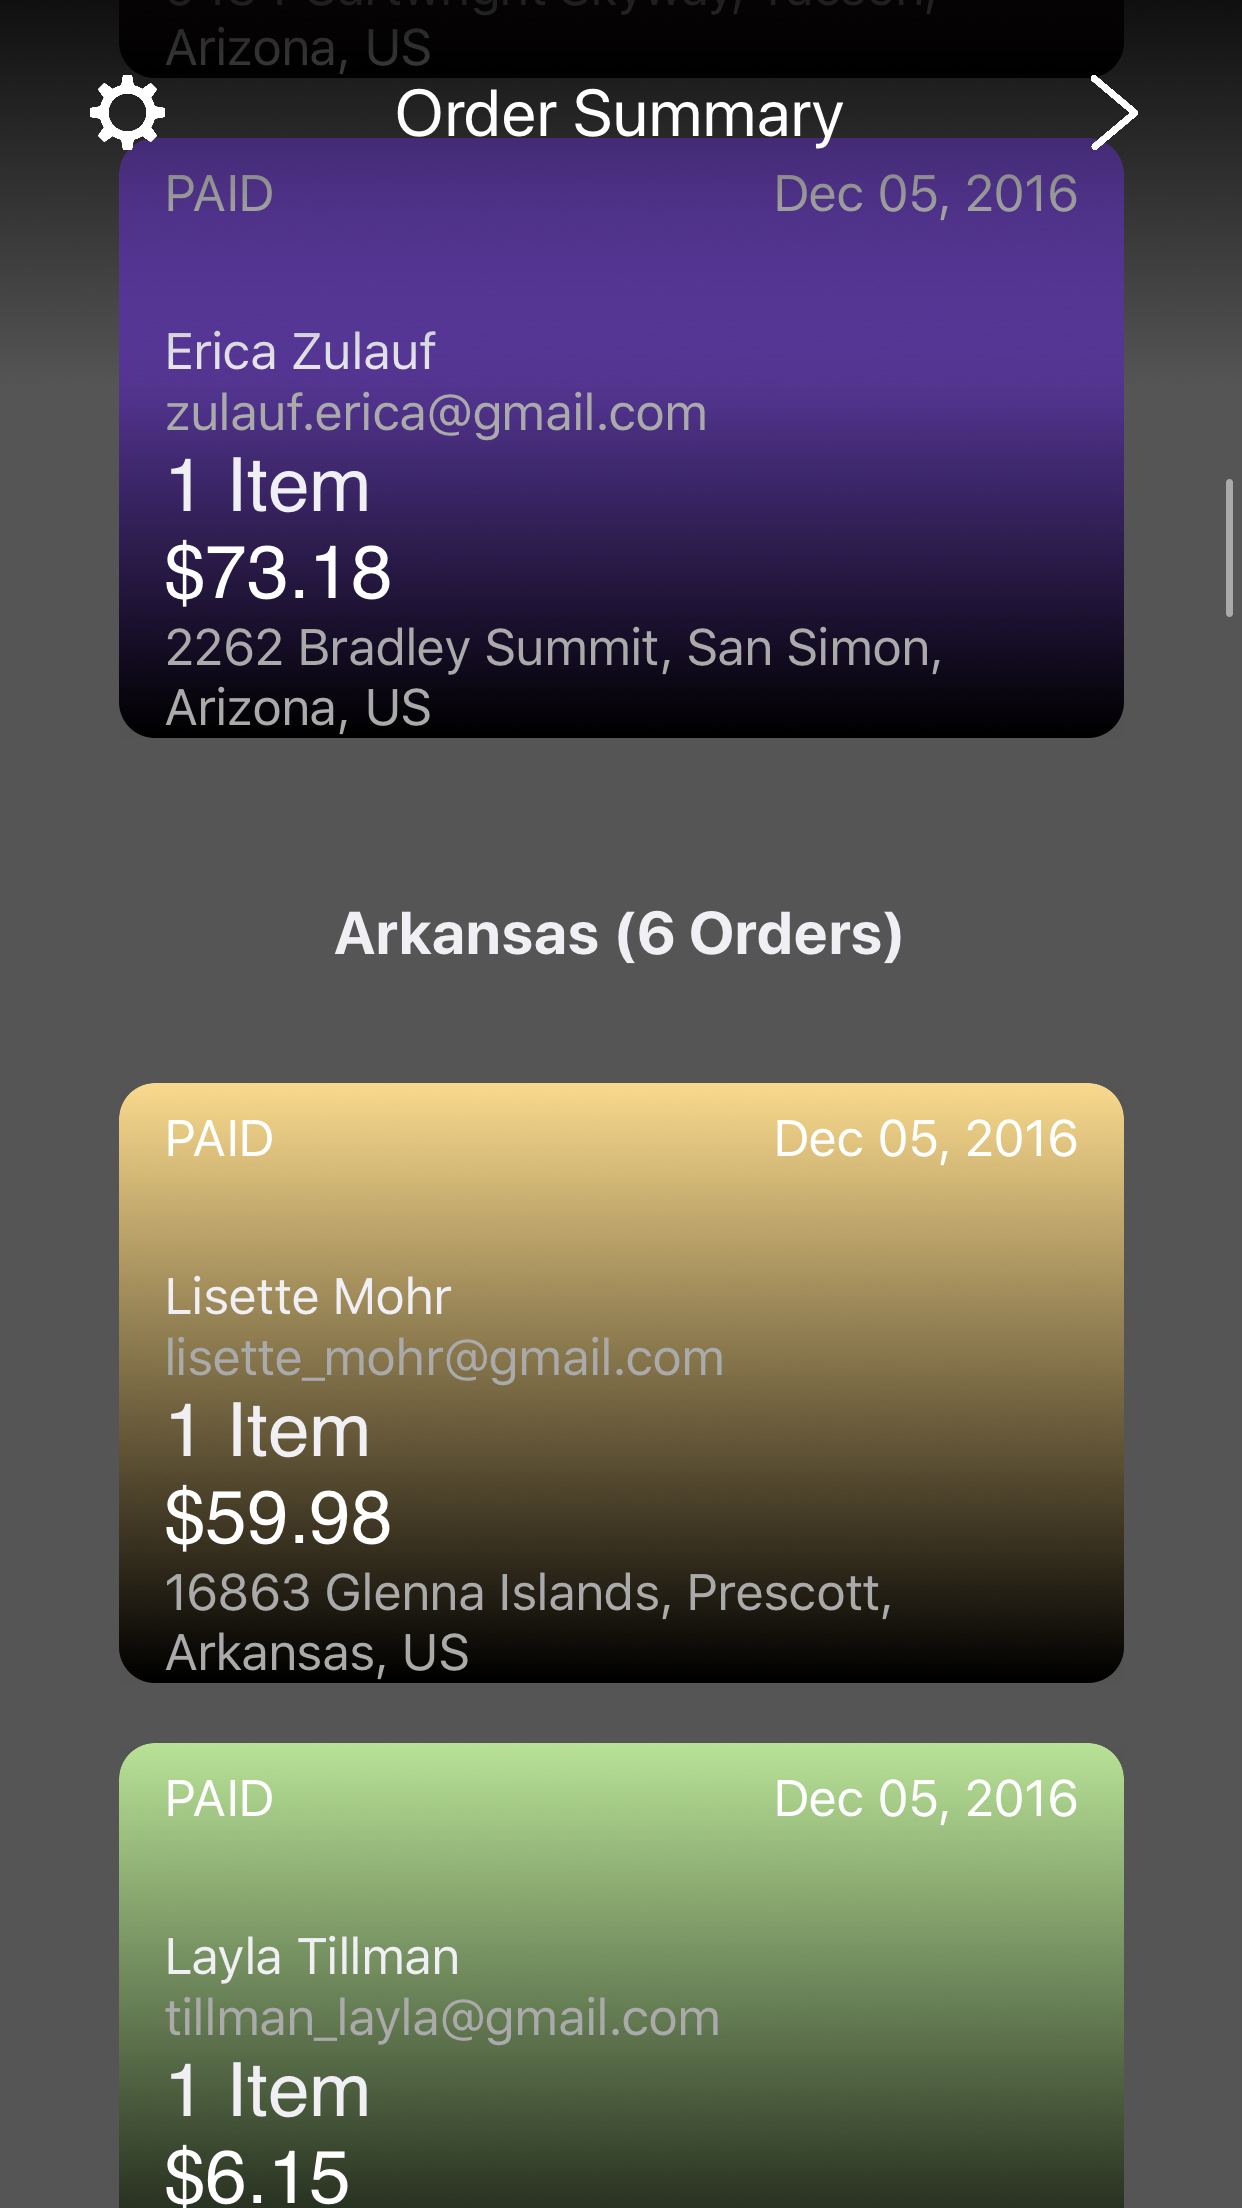 Arizona, US
Order Summary
PAID Dec 05, 2016
Erica Zulauf
zulauf.erica@gmail.com
1 Item
$73.18
2262 Bradley Summit, San Simon,
Arizona, US
Arkansas (6 Orders)
PAID Dec 05, 2016
Lisette Mohr
lisette_mohr@gmail.com
1 Item
$59.98
16863 Glenna Islands, Prescott,
Arkansas, US
PAID Dec 05, 2016
Layla Tillman
tillman_layla@gmail.com
1 Item
$6.15